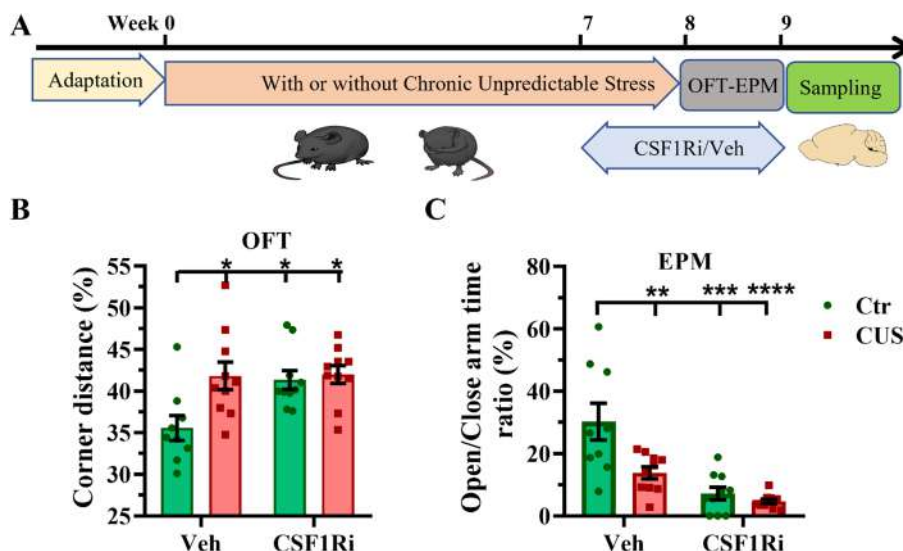 A
Week 0 7 8 9
Adaptation With or without Chronic Unpredictable Stress OFT-EPM Sampling
CSF1Ri/Veh
B
OFT
* * *
Corner distance (%)
55
50
45
40
35
30
25
Veh CSF1Ri
C
EPM
** *** ****
Open/Close arm time
ratio (%)
80
60
40
20
0
Veh CSF1Ri
Ctr
CUS